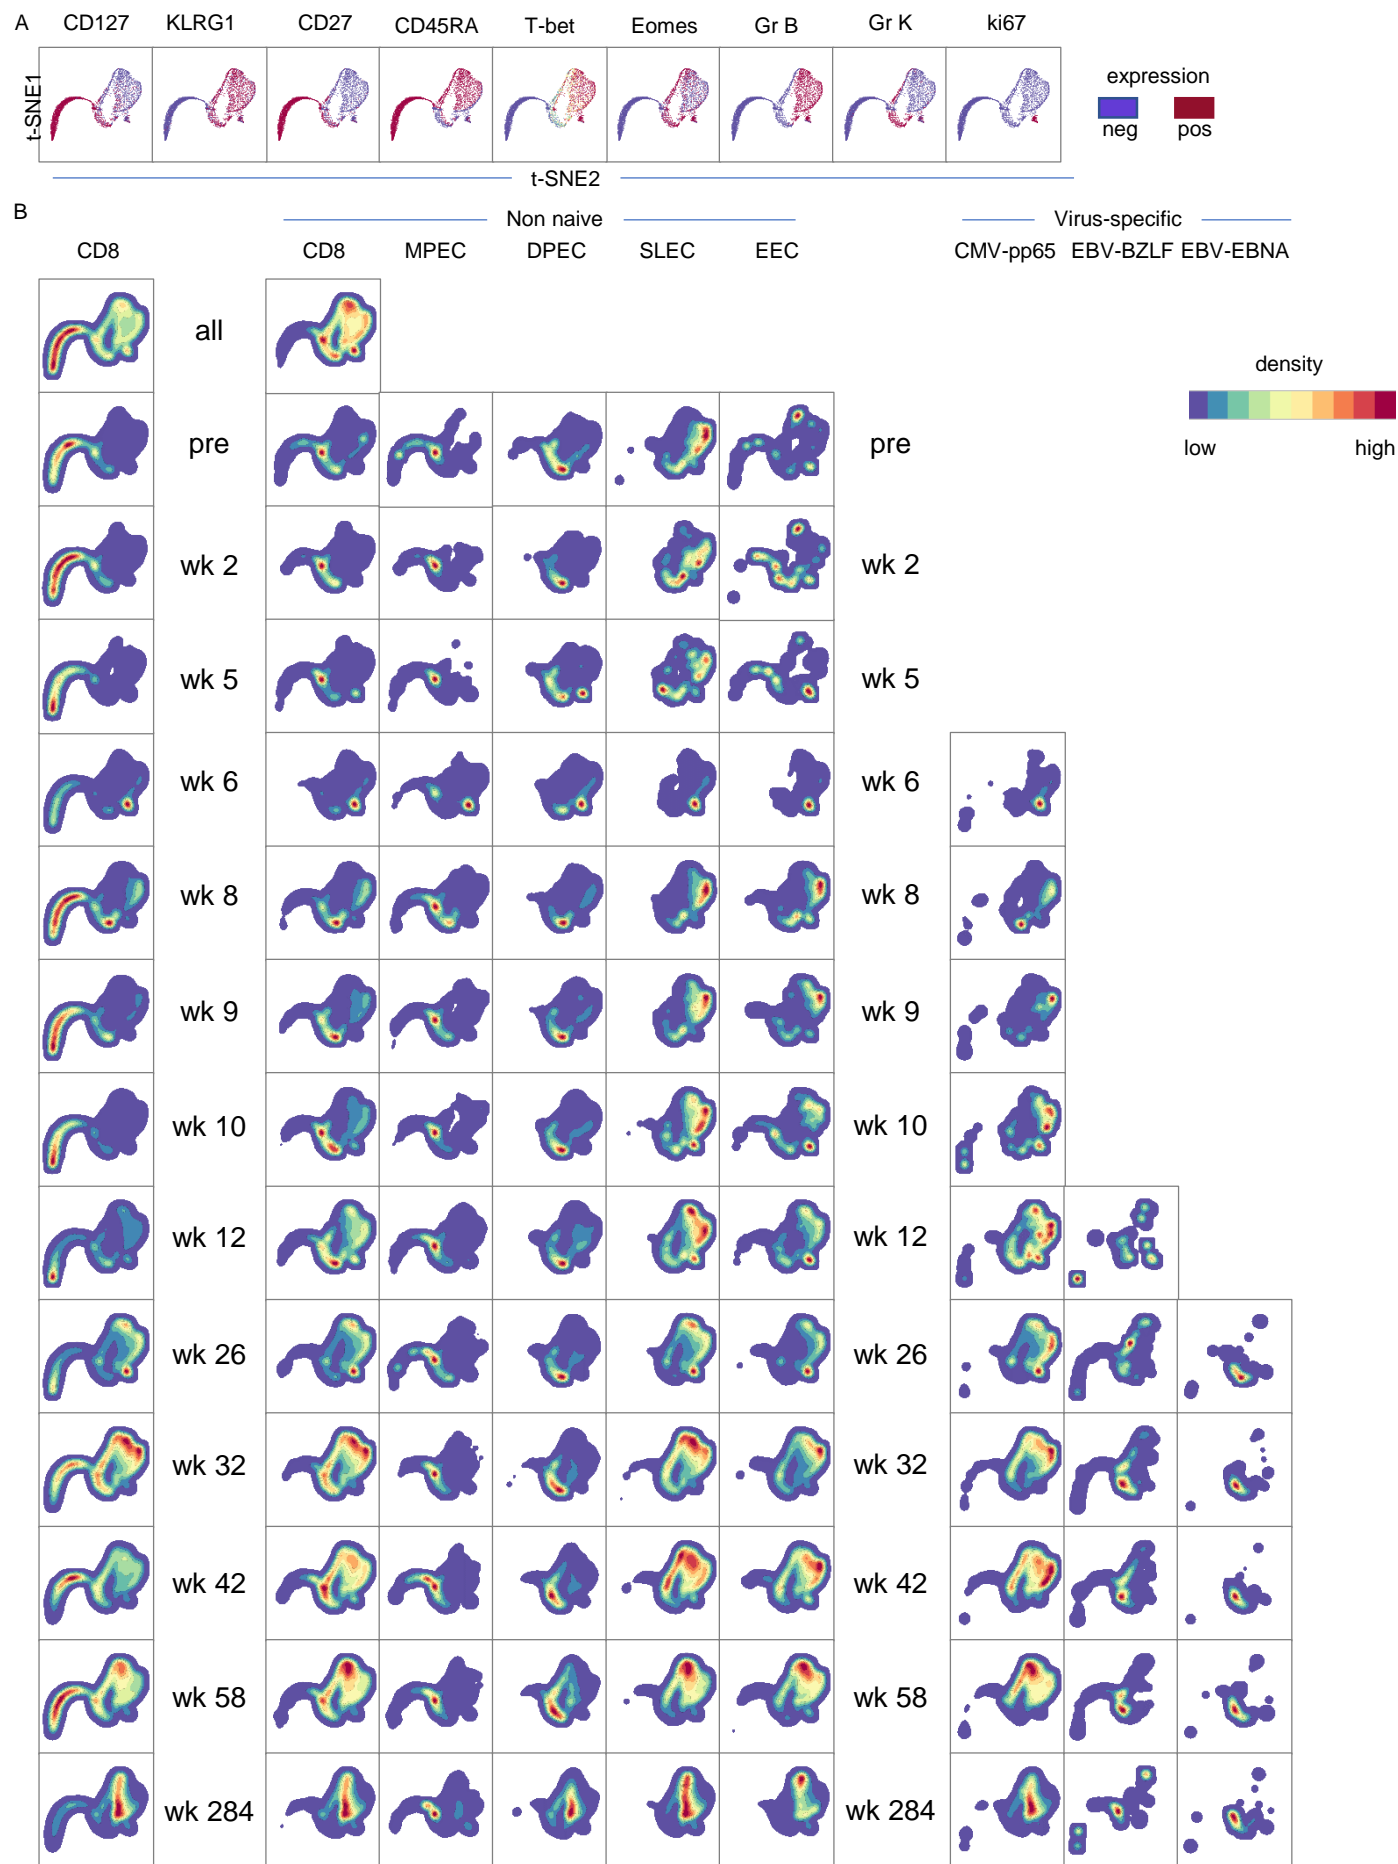 A CD127 KLRG1 CD27 CD45RA T-bet Eomes Gr B Gr K ki67
t-SNE1
expression
neg pos
t-SNE2
B
Non naive Virus-specific
CD8 CD8 MPEC DPEC SLEC EEC CMV-pp65 EBV-BZLF EBV-EBNA
all
density
low high
pre pre
wk 2 wk 2
wk 5 wk 5
wk 6 wk 6
wk 8 wk 8
wk 9 wk 9
wk 10 wk 10
wk 12 wk 12
wk 26 wk 26
wk 32 wk 32
wk 42 wk 42
wk 58 wk 58
wk 284 wk 284